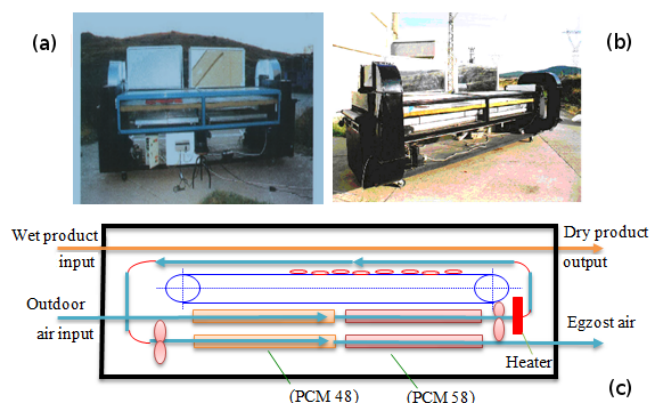 (a)
(b)
Wet product
input
Dry product
output
Outdoor
air input
Egzost air
Heater
(PCM 48)
(PCM 58)
(c)